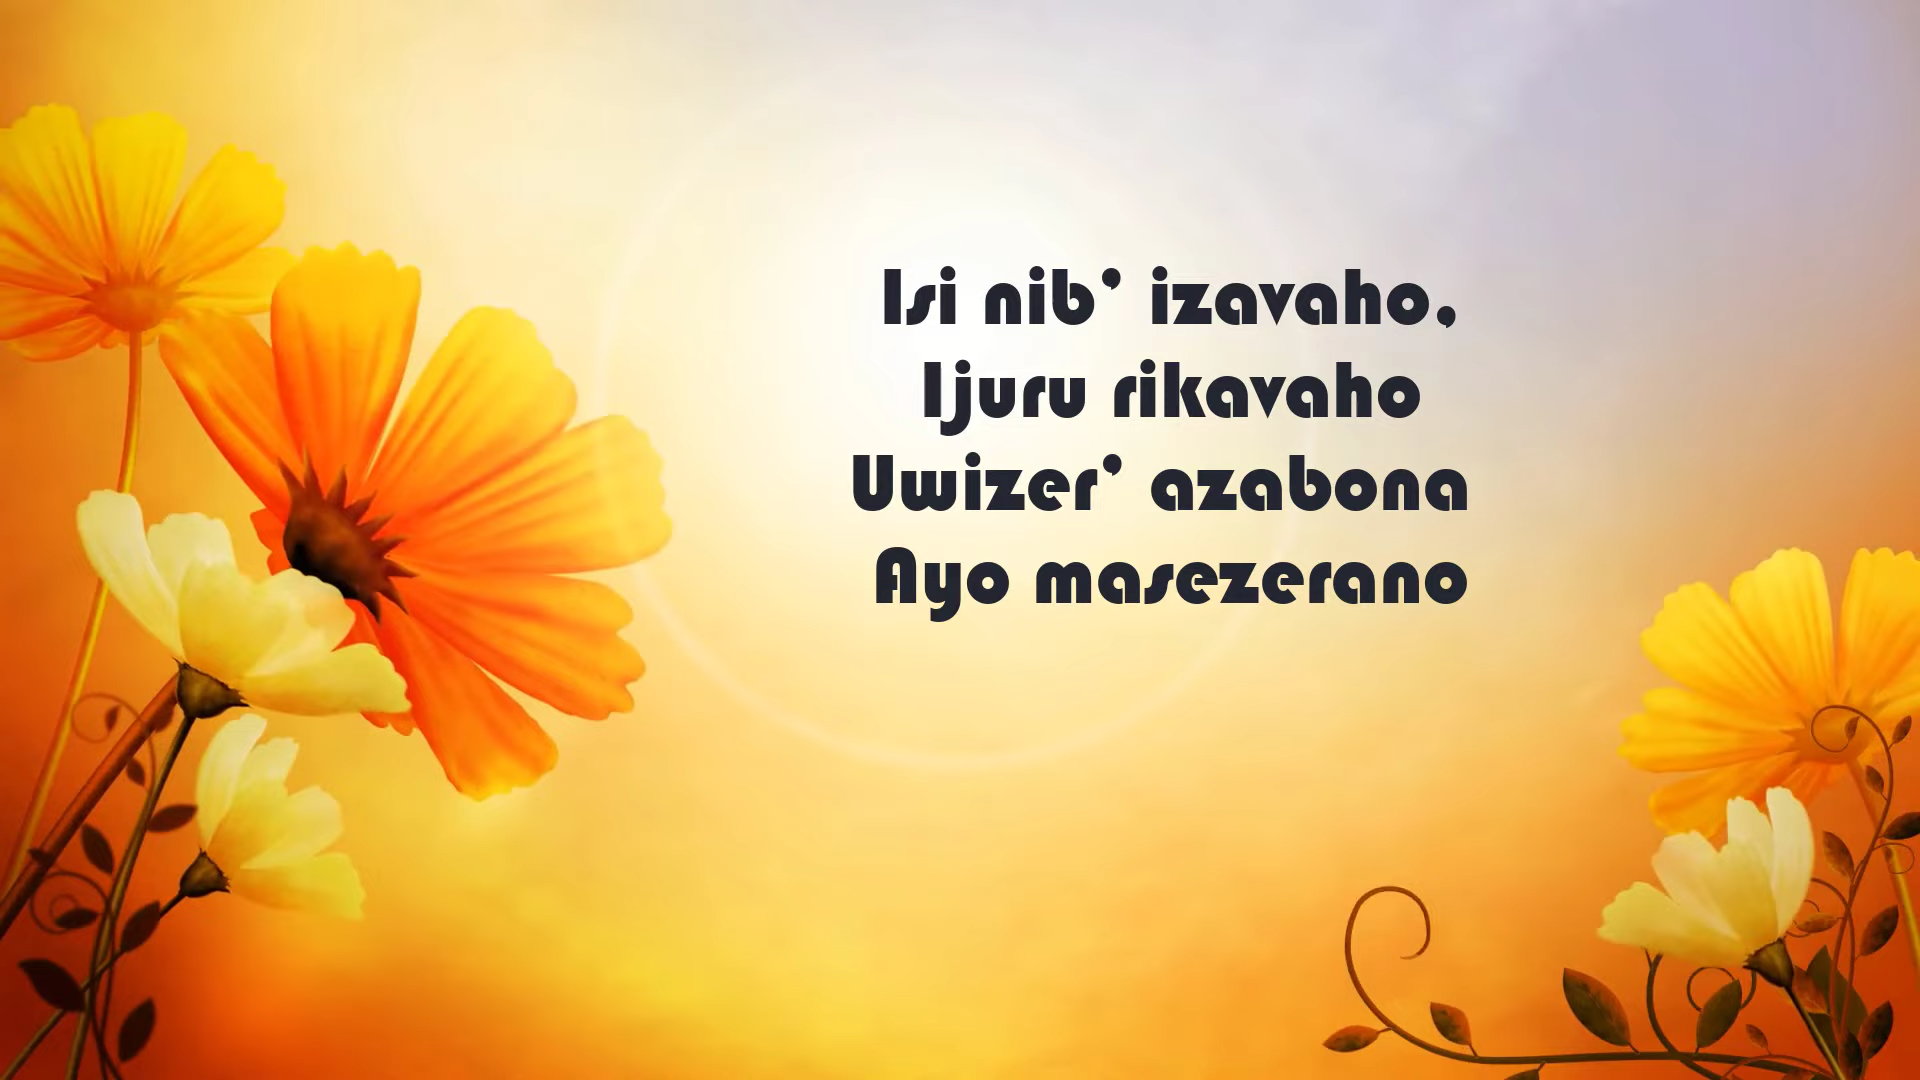 Isi nib’ izavaho,
Ijuru rikavaho
Uwizer’ azabona
Ayo masezerano